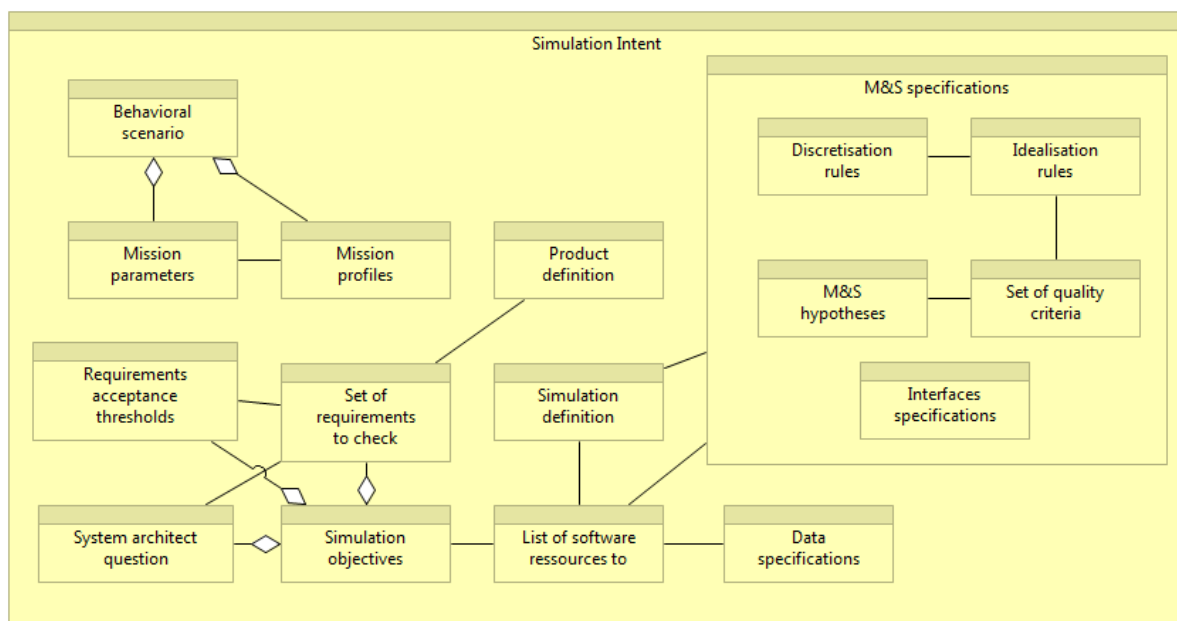 Simulation Intent
Behavioral
scenario
Mission
parameters
Mission
profiles
Product
definition
M&S specifications
Discretisation
rules
Idealisation
rules
M&S
hypotheses
Set of quality
criteria
Interfaces
specifications
Requirements
acceptance
thresholds
Set of
requirements
to check
Simulation
definition
System architect
question
Simulation
objectives
List of software
ressources to
Data
specifications